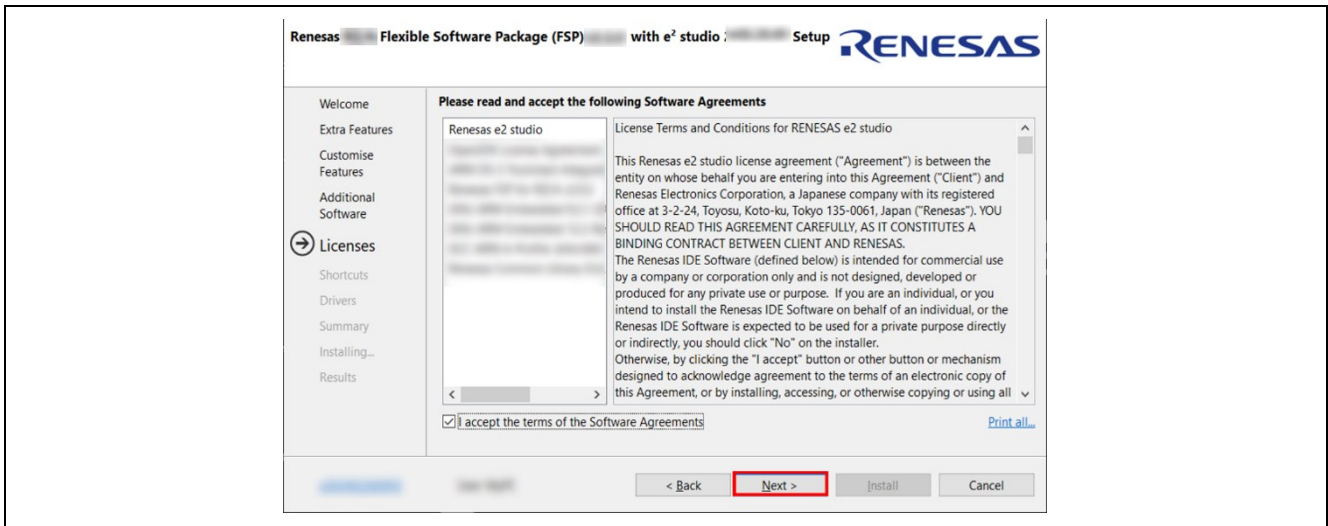 Renesas Flexible Software Package (FSP) with e² studio Setup
RENESAS
Welcome
Extra Features
Customise
Features
Additional
Software
Licenses
Shortcuts
Drivers
Summary
Installing...
Results
Please read and accept the following Software Agreements
Renesas e2 studio
License Terms and Conditions for RENESAS e2 studio
This Renesas e2 studio license agreement ("Agreement") is between the
entity on whose behalf you are entering into this Agreement ("Client") and
Renesas Electronics Corporation, a Japanese company with its registered
office at 3-2-24, Toyosu, Koto-ku, Tokyo 135-0061, Japan ("Renesas"). YOU
SHOULD READ THIS AGREEMENT CAREFULLY, AS IT CONSTITUTES A
BINDING CONTRACT BETWEEN CLIENT AND RENESAS.
The Renesas IDE Software (defined below) is intended for commercial use
by a company or corporation only and is not designed, developed or
produced for any private use or purpose. If you are an individual, or you
intend to install the Renesas IDE Software on behalf of an individual, or the
Renesas IDE Software is expected to be used for a private purpose directly
or indirectly, you should click "No" on the installer.
Otherwise, by clicking the "I accept" button or other button or mechanism
designed to acknowledge agreement to the terms of an electronic copy of
this Agreement, or by installing, accessing, or otherwise copying or using all
I accept the terms of the Software Agreements
Print all...
< Back
Next >
Install
Cancel